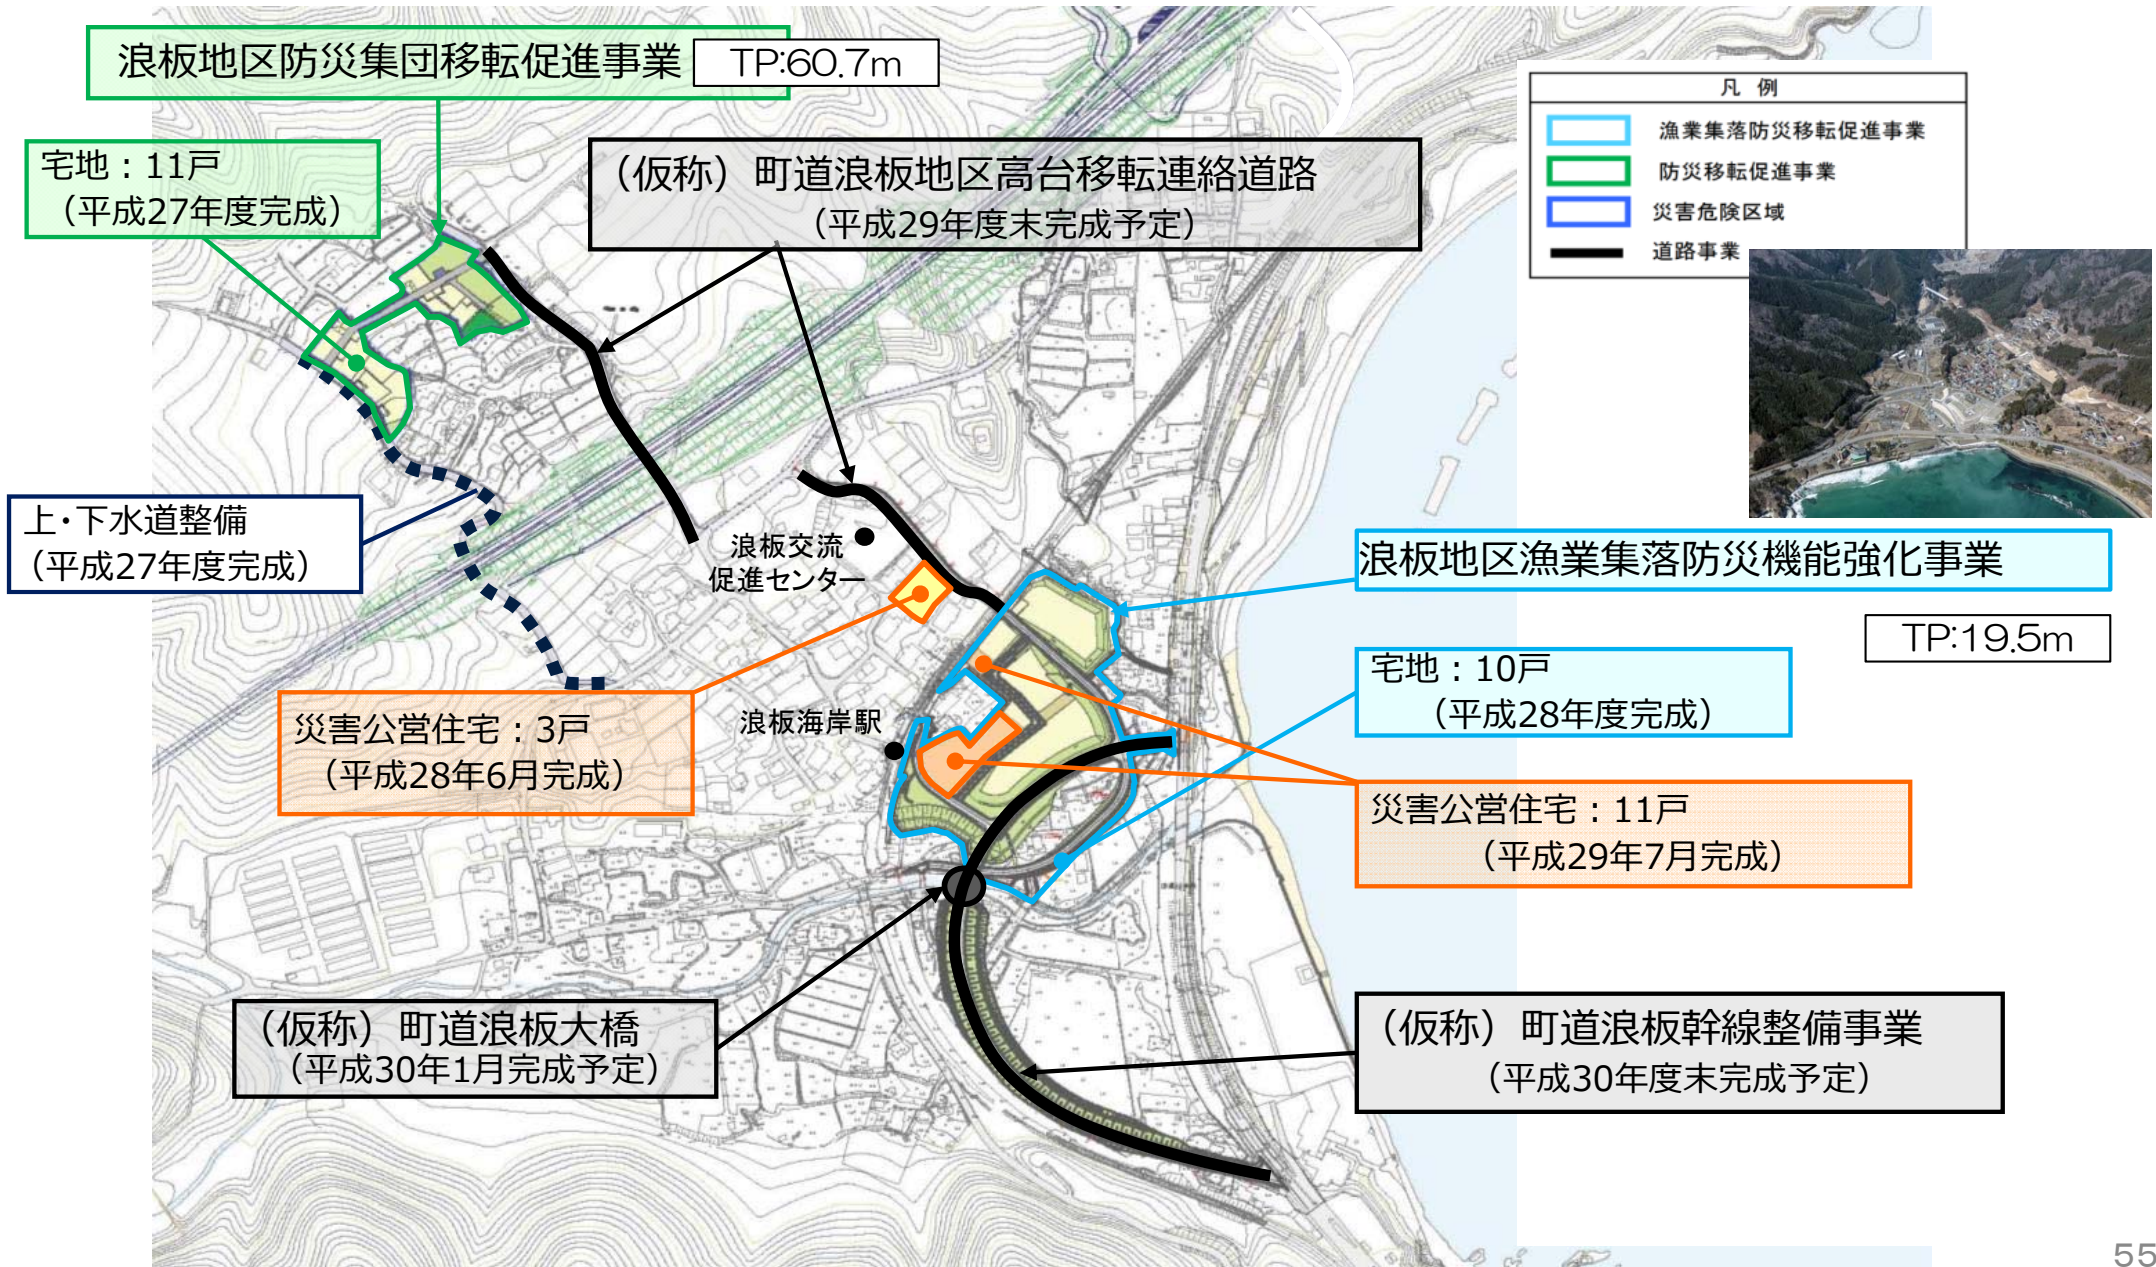 浪板地区防災集団移転促進事業
TP:60.7m
宅地：11戸
（平成27年度完成）
（仮称）町道浪板地区高台移転連絡道路
（平成29年度末完成予定）
凡 例
漁業集落防災移転促進事業
防災移転促進事業
災害危険区域
道路事業
上・下水道整備
（平成27年度完成）
浪板交流
促進センター
浪板地区漁業集落防災機能強化事業
TP:19.5m
宅地：10戸
（平成28年度完成）
災害公営住宅：3戸
（平成28年6月完成）
浪板海岸駅
災害公営住宅：11戸
（平成29年7月完成）
（仮称）町道浪板大橋
（平成30年1月完成予定）
（仮称）町道浪板幹線整備事業
（平成30年度末完成予定）
55